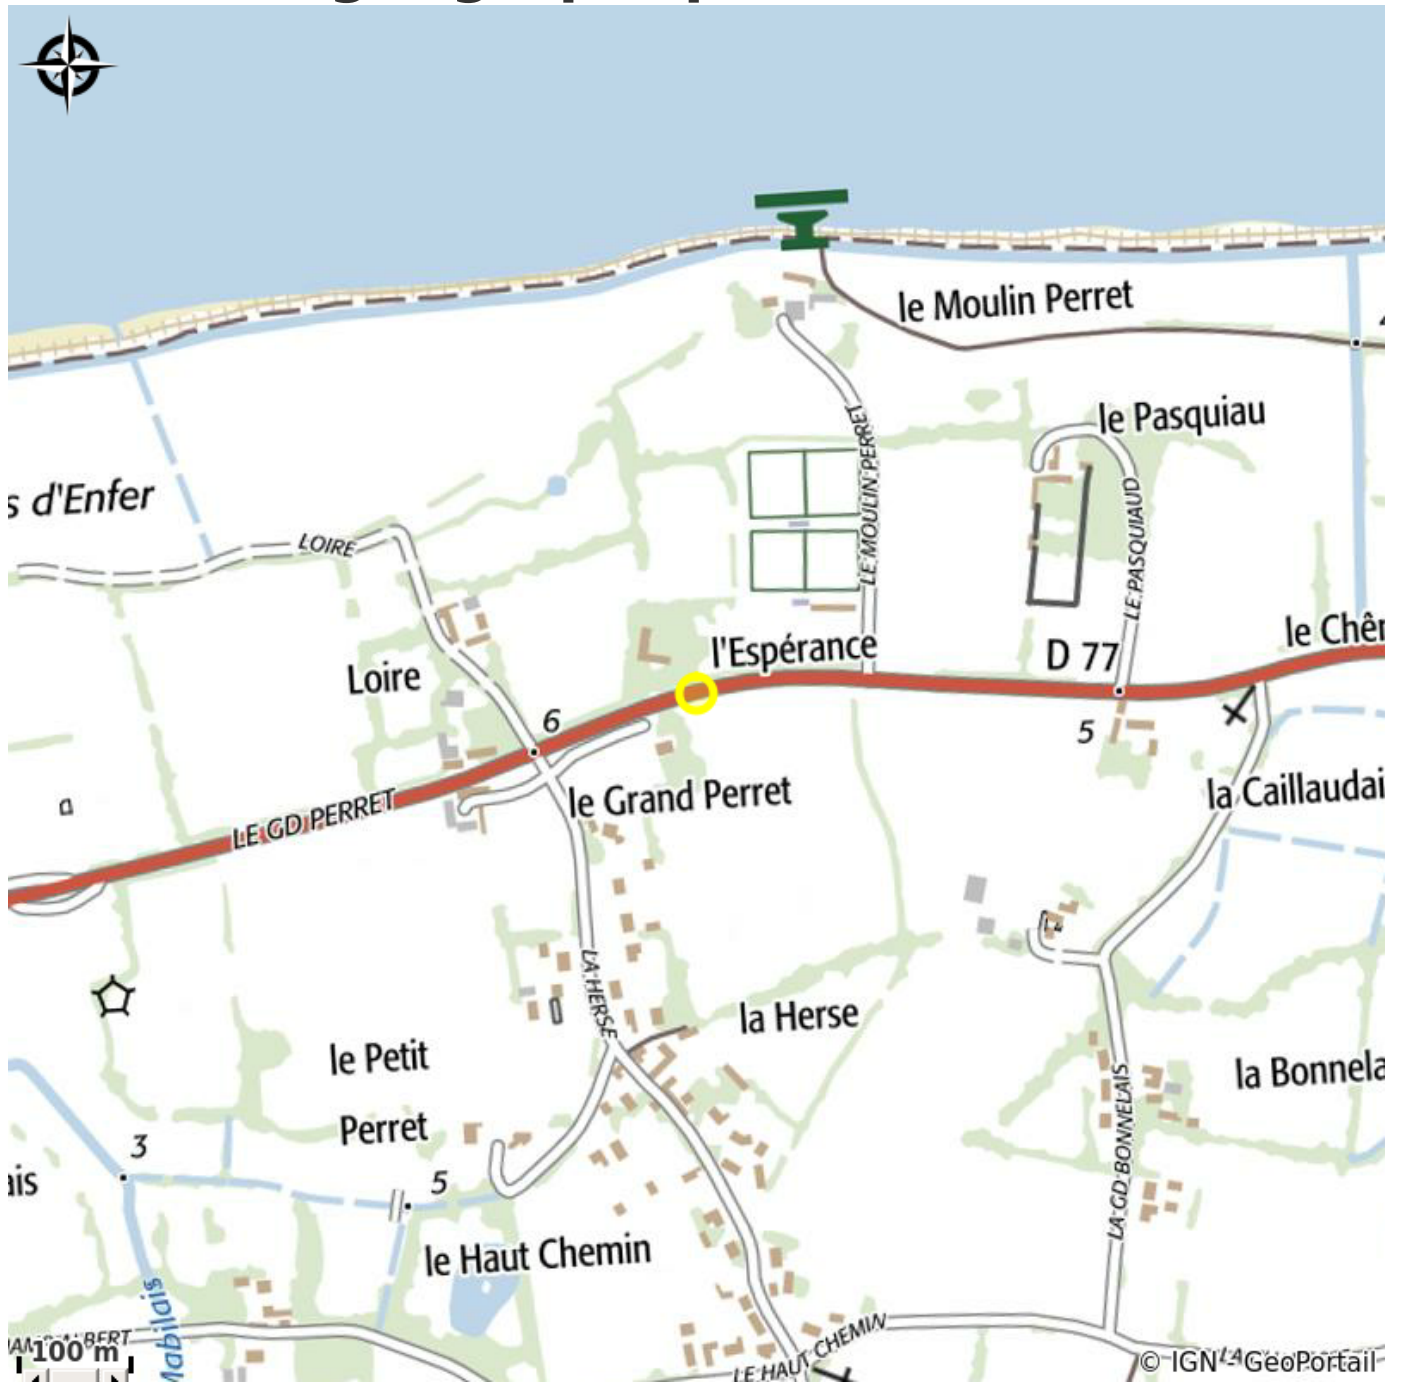 le Moulin Perret
le Pasquiau
LE MOULIN PERRET
s d'Enfer
LOIRE
LE PASQUIAUD
le Chên
l'Espérance
D 77
Loire
6
5
la Caillaudai
le Grand Perret
LE GD PERRET
LA HERSE
la Herse
le Petit
Perret
la Bonnela
LA GD BONNELAIS
3
ais
5
le Haut Chemin
Mabilais
ALBERT
LE HAUT CHEMIN
100 m
© IGN - GeoPortail